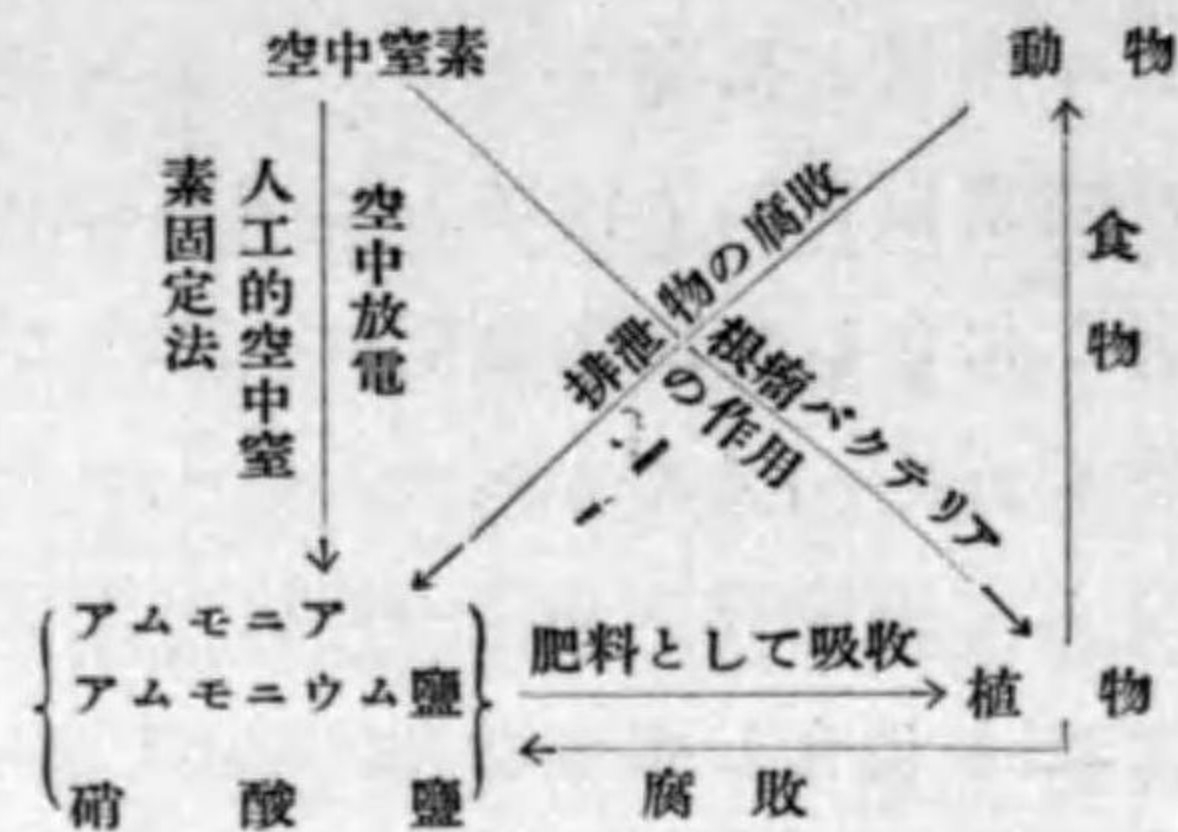 空中窒素
動物
空中放電
人工的空中窒
素固定法
排泄物の腐敗
根瘤バクテリア
の作用
食物
アムモニア
アムモニウム鹽
硝酸鹽
肥料として吸收
植物
腐敗